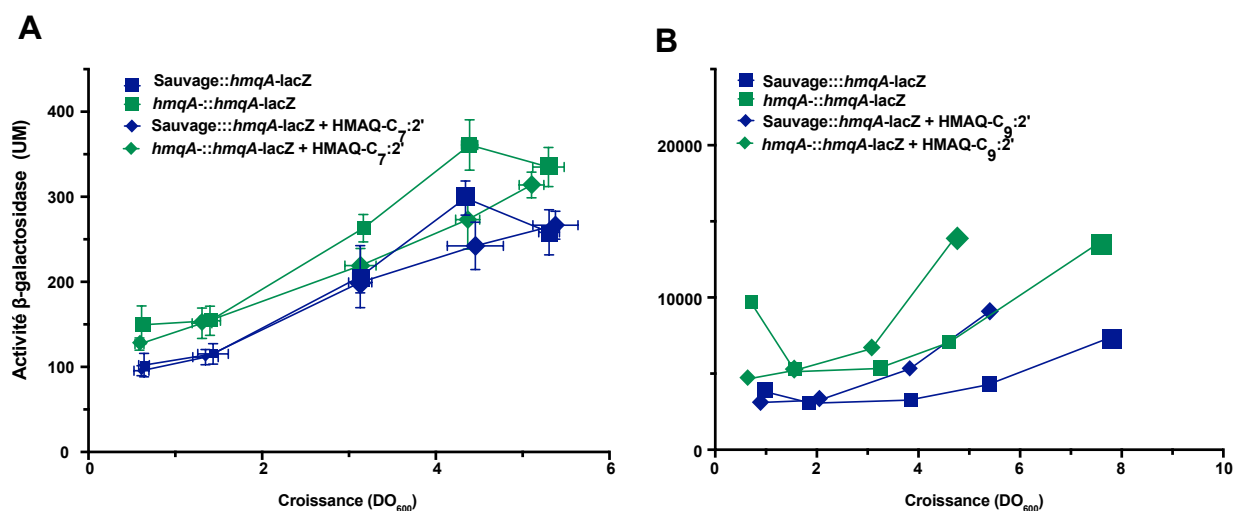 A
Sauvage::hmqA-lacZ
hmqA-::hmqA-lacZ
Sauvage:::hmqA-lacZ + HMAQ-C7:2'
hmqA-::hmqA-lacZ + HMAQ-C7:2'
Activité β-galactosidase (UM)
400
300
200
100
0
0 2 4 6
Croissance (DO600)
B
Sauvage:::hmqA-lacZ
hmqA-::hmqA-lacZ
Sauvage::hmqA-lacZ + HMAQ-C9:2'
hmqA-::hmqA-lacZ + HMAQ-C9:2'
20000
10000
0
0 2 4 6 8 10
Croissance (DO600)